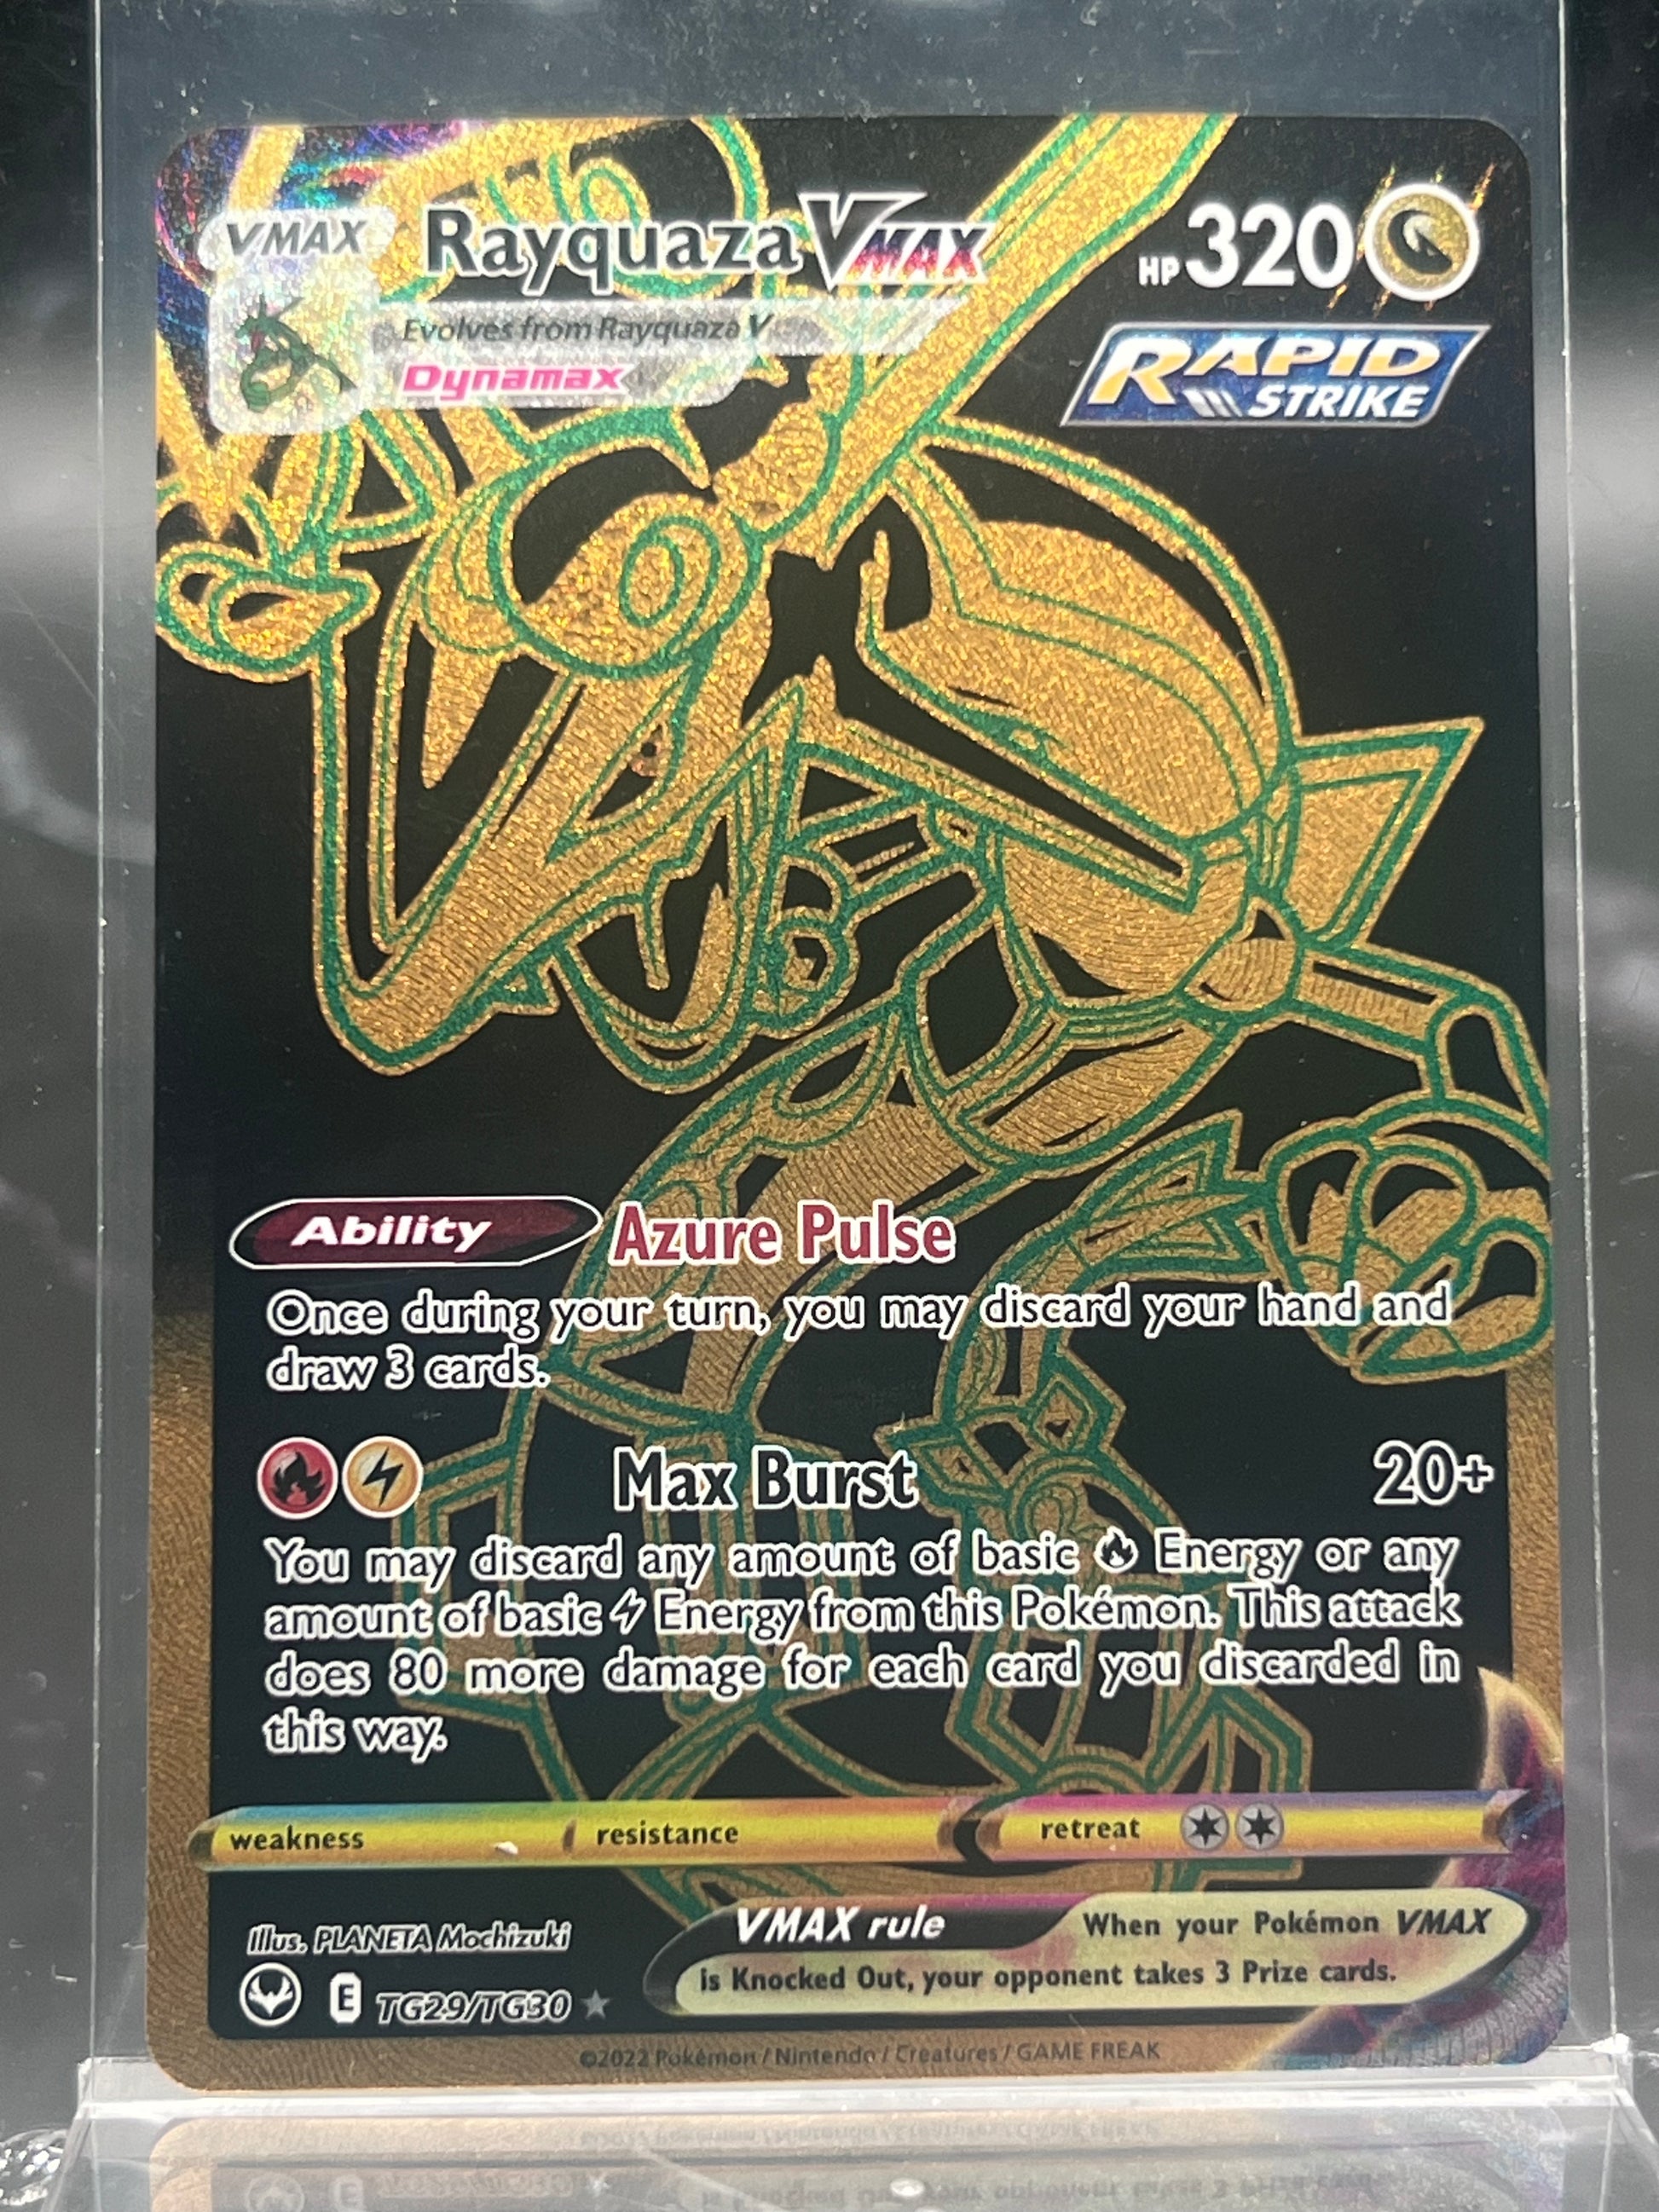 VMAX Rayquaza VMAX HP 320
Evolves from Rayquaza V
Dynamax
RAPID STRIKE
Ability Azure Pulse
Once during your turn, you may discard your hand and
draw 3 cards.
Max Burst 20+
You may discard any amount of basic Energy or any
amount of basic Energy from this Pokémon. This attack
does 80 more damage for each card you discarded in
this way.
weakness resistance retreat
Illus. PLANETA Mochizuki
VMAX rule When your Pokémon VMAX
is Knocked Out, your opponent takes 3 Prize cards.
E TG29/TG30
©2022 Pokémon / Nintendo / Creatures / GAME FREAK